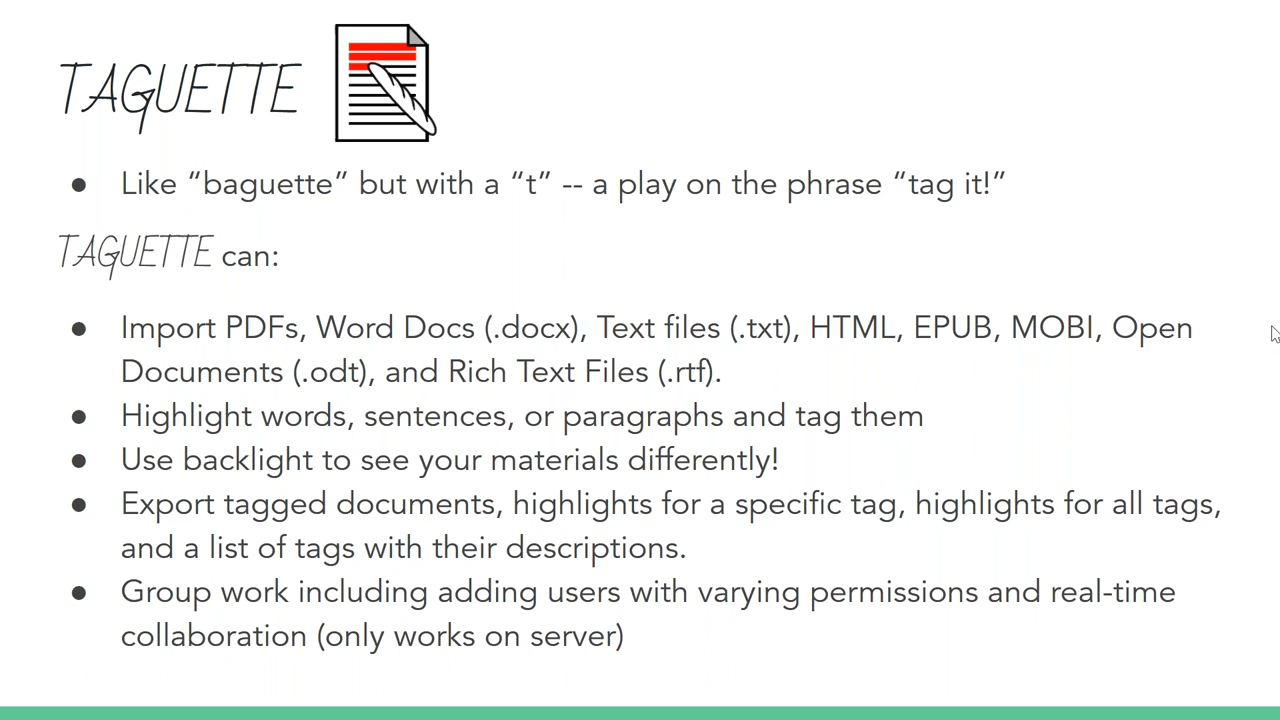 TAGUETTE
● Like “baguette” but with a “t” -- a play on the phrase “tag it!”
TAGUETTE can:
● Import PDFs, Word Docs (.docx), Text files (.txt), HTML, EPUB, MOBI, Open
Documents (.odt), and Rich Text Files (.rtf).
● Highlight words, sentences, or paragraphs and tag them
● Use backlight to see your materials differently!
● Export tagged documents, highlights for a specific tag, highlights for all tags,
and a list of tags with their descriptions.
● Group work including adding users with varying permissions and real-time
collaboration (only works on server)